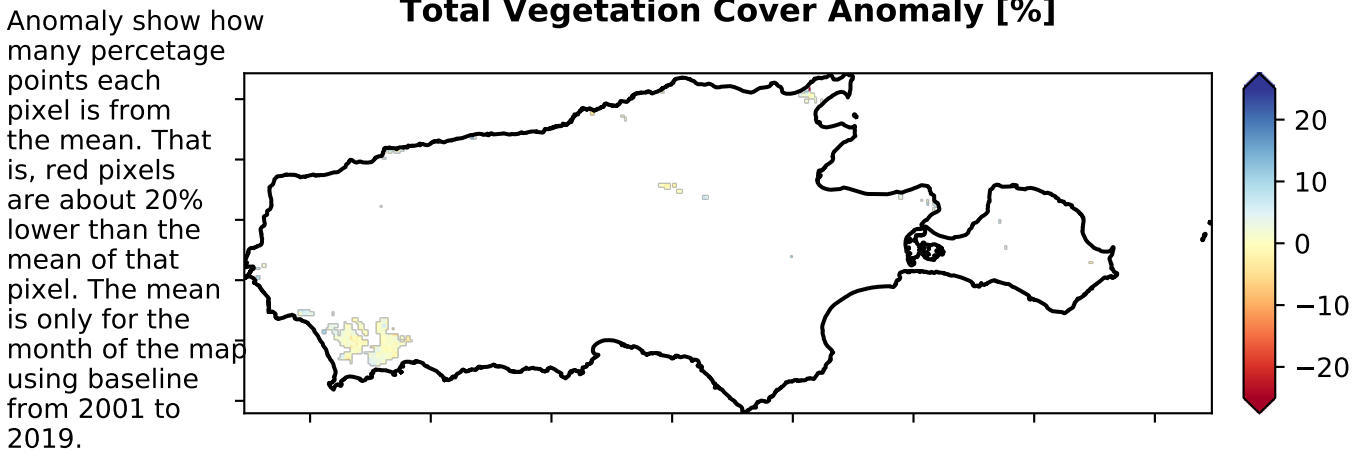 Total Vegetation Cover Anomaly [%]
Anomaly show how
many percetage
points each
pixel is from
the mean. That
is, red pixels
are about 20%
lower than the
mean of that
pixel. The mean
is only for the
month of the map
using baseline
from 2001 to
2019.
20
10
0
−10
−20